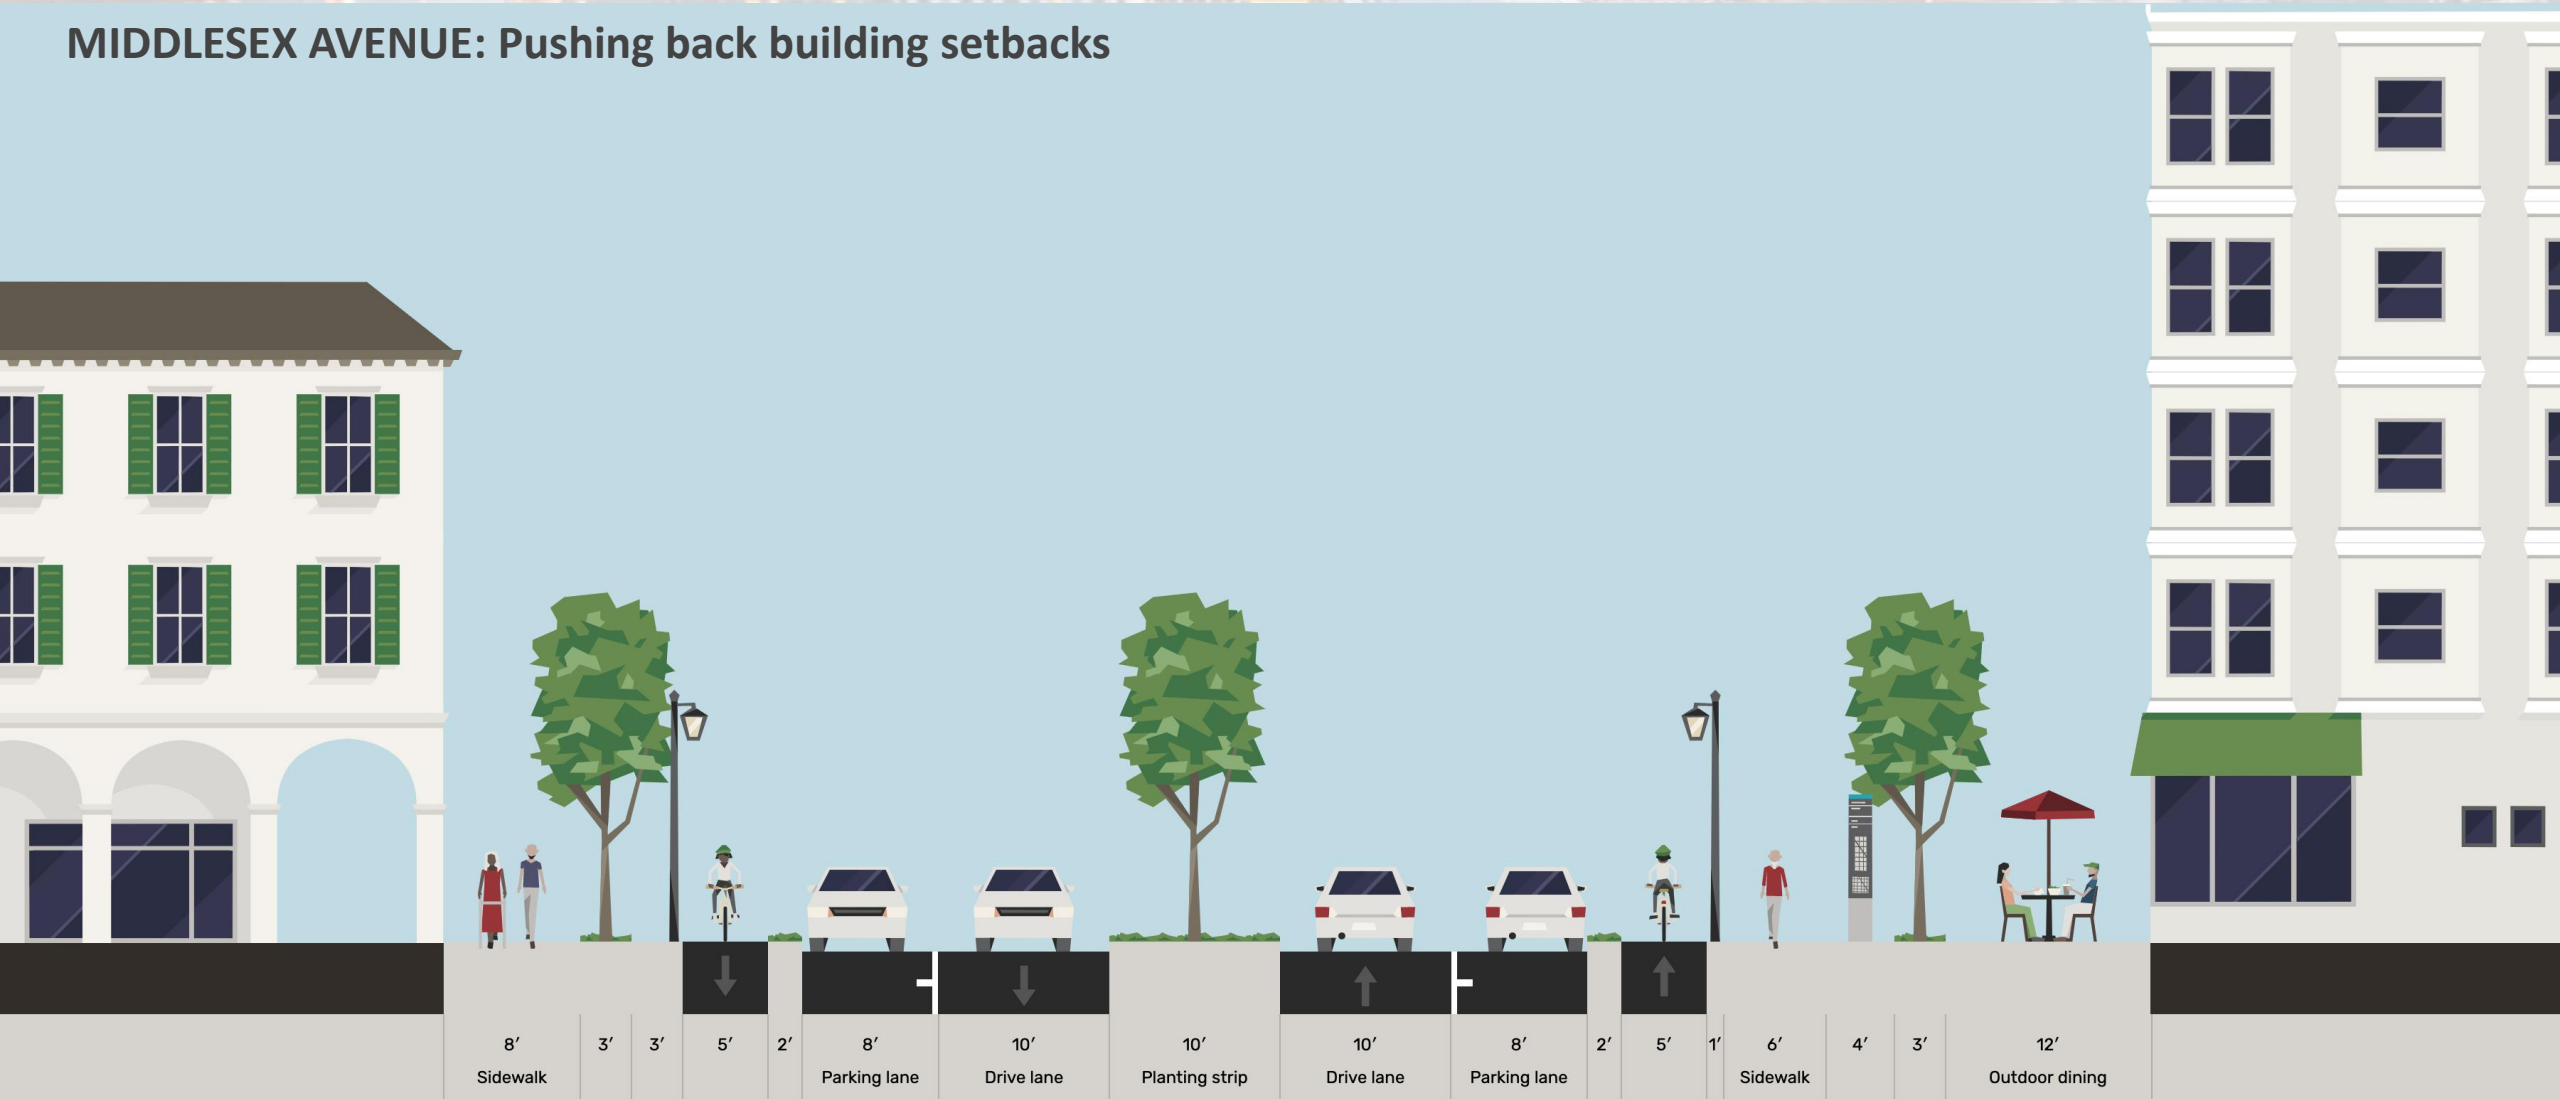 MIDDLESEX AVENUE: Pushing back building setbacks
8′ 3′ 3′ 5′ 2′ 8′ 10′ 10′ 10′ 8′ 2′ 5′ 1′ 6′ 4′ 3′ 12′
Sidewalk Parking lane Drive lane Planting strip Drive lane Parking lane Sidewalk Outdoor dining